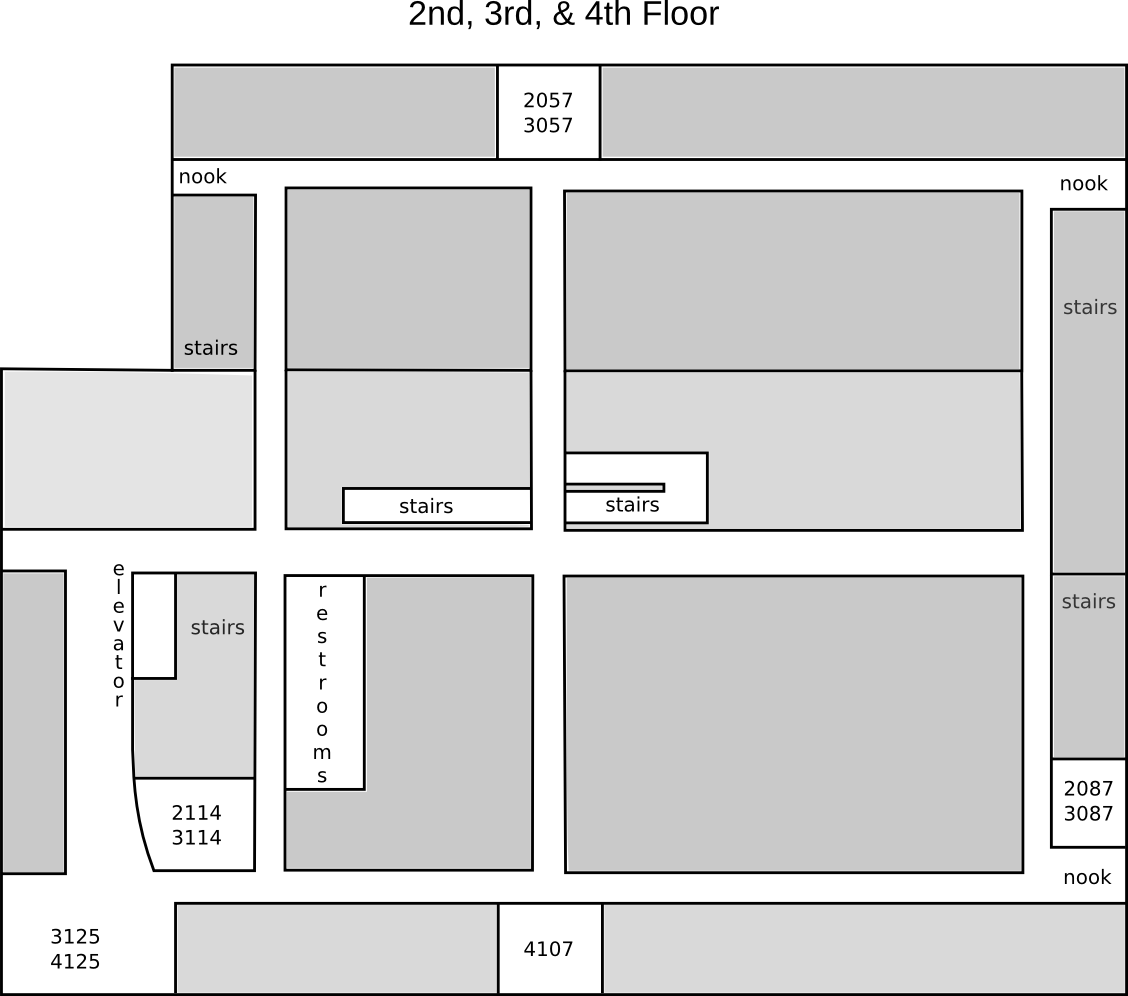 2nd, 3rd, & 4th Floor
2057
3057
nook
nook
stairs
stairs
stairs
stairs
elevator
restrooms
stairs
stairs
2114
3114
2087
3087
nook
3125
4125
4107